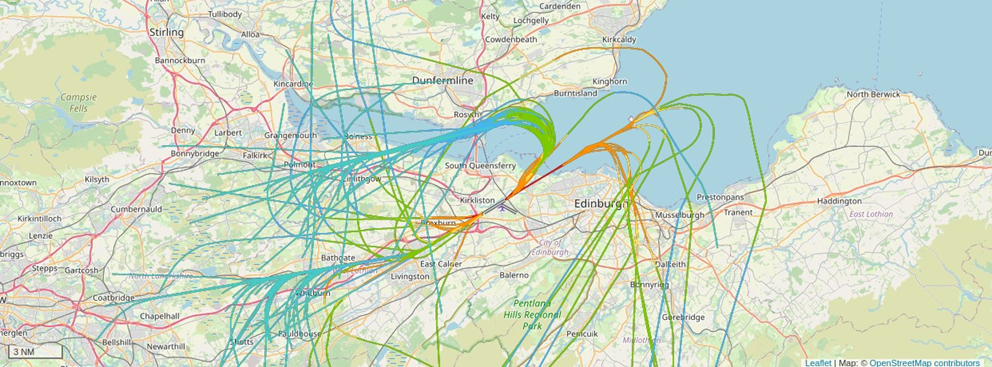 Tullibody
Stirling
Alloa
Bannockburn
Kincardine
Kelty
Cardenden
Lochgelly
Cowdenbeath
Kirkcaldy
Dunfermline
Kinghorn
Burntisland
Rosyth
North Berwick
Campsie
Fells
Denny
Larbert
Grangemouth
Bo'ness
Bonnybridge
Falkirk
Polmont
Linlithgow
South Queensferry
Kilsyth
Cumbernauld
Kirkintilloch
Lenzie
Stepps
Gartcosh
North Lanarkshire
Coatbridge
Chapelhall
Bellshill
Newarthill
Shotts
Fauldhouse
Whitburn
Bathgate
Livingston
East Calder
Broxburn
Kirkliston
Edinburgh
City of
Edinburgh
Balerno
Pentland
Hills Regional
Park
Penicuik
Musselburgh
Prestonpans
Tranent
Haddington
East Lothian
Dalkeith
Bonnyrigg
Gorebridge
Midlothian
3 NM
Leaflet | Map: © OpenStreetMap contributors